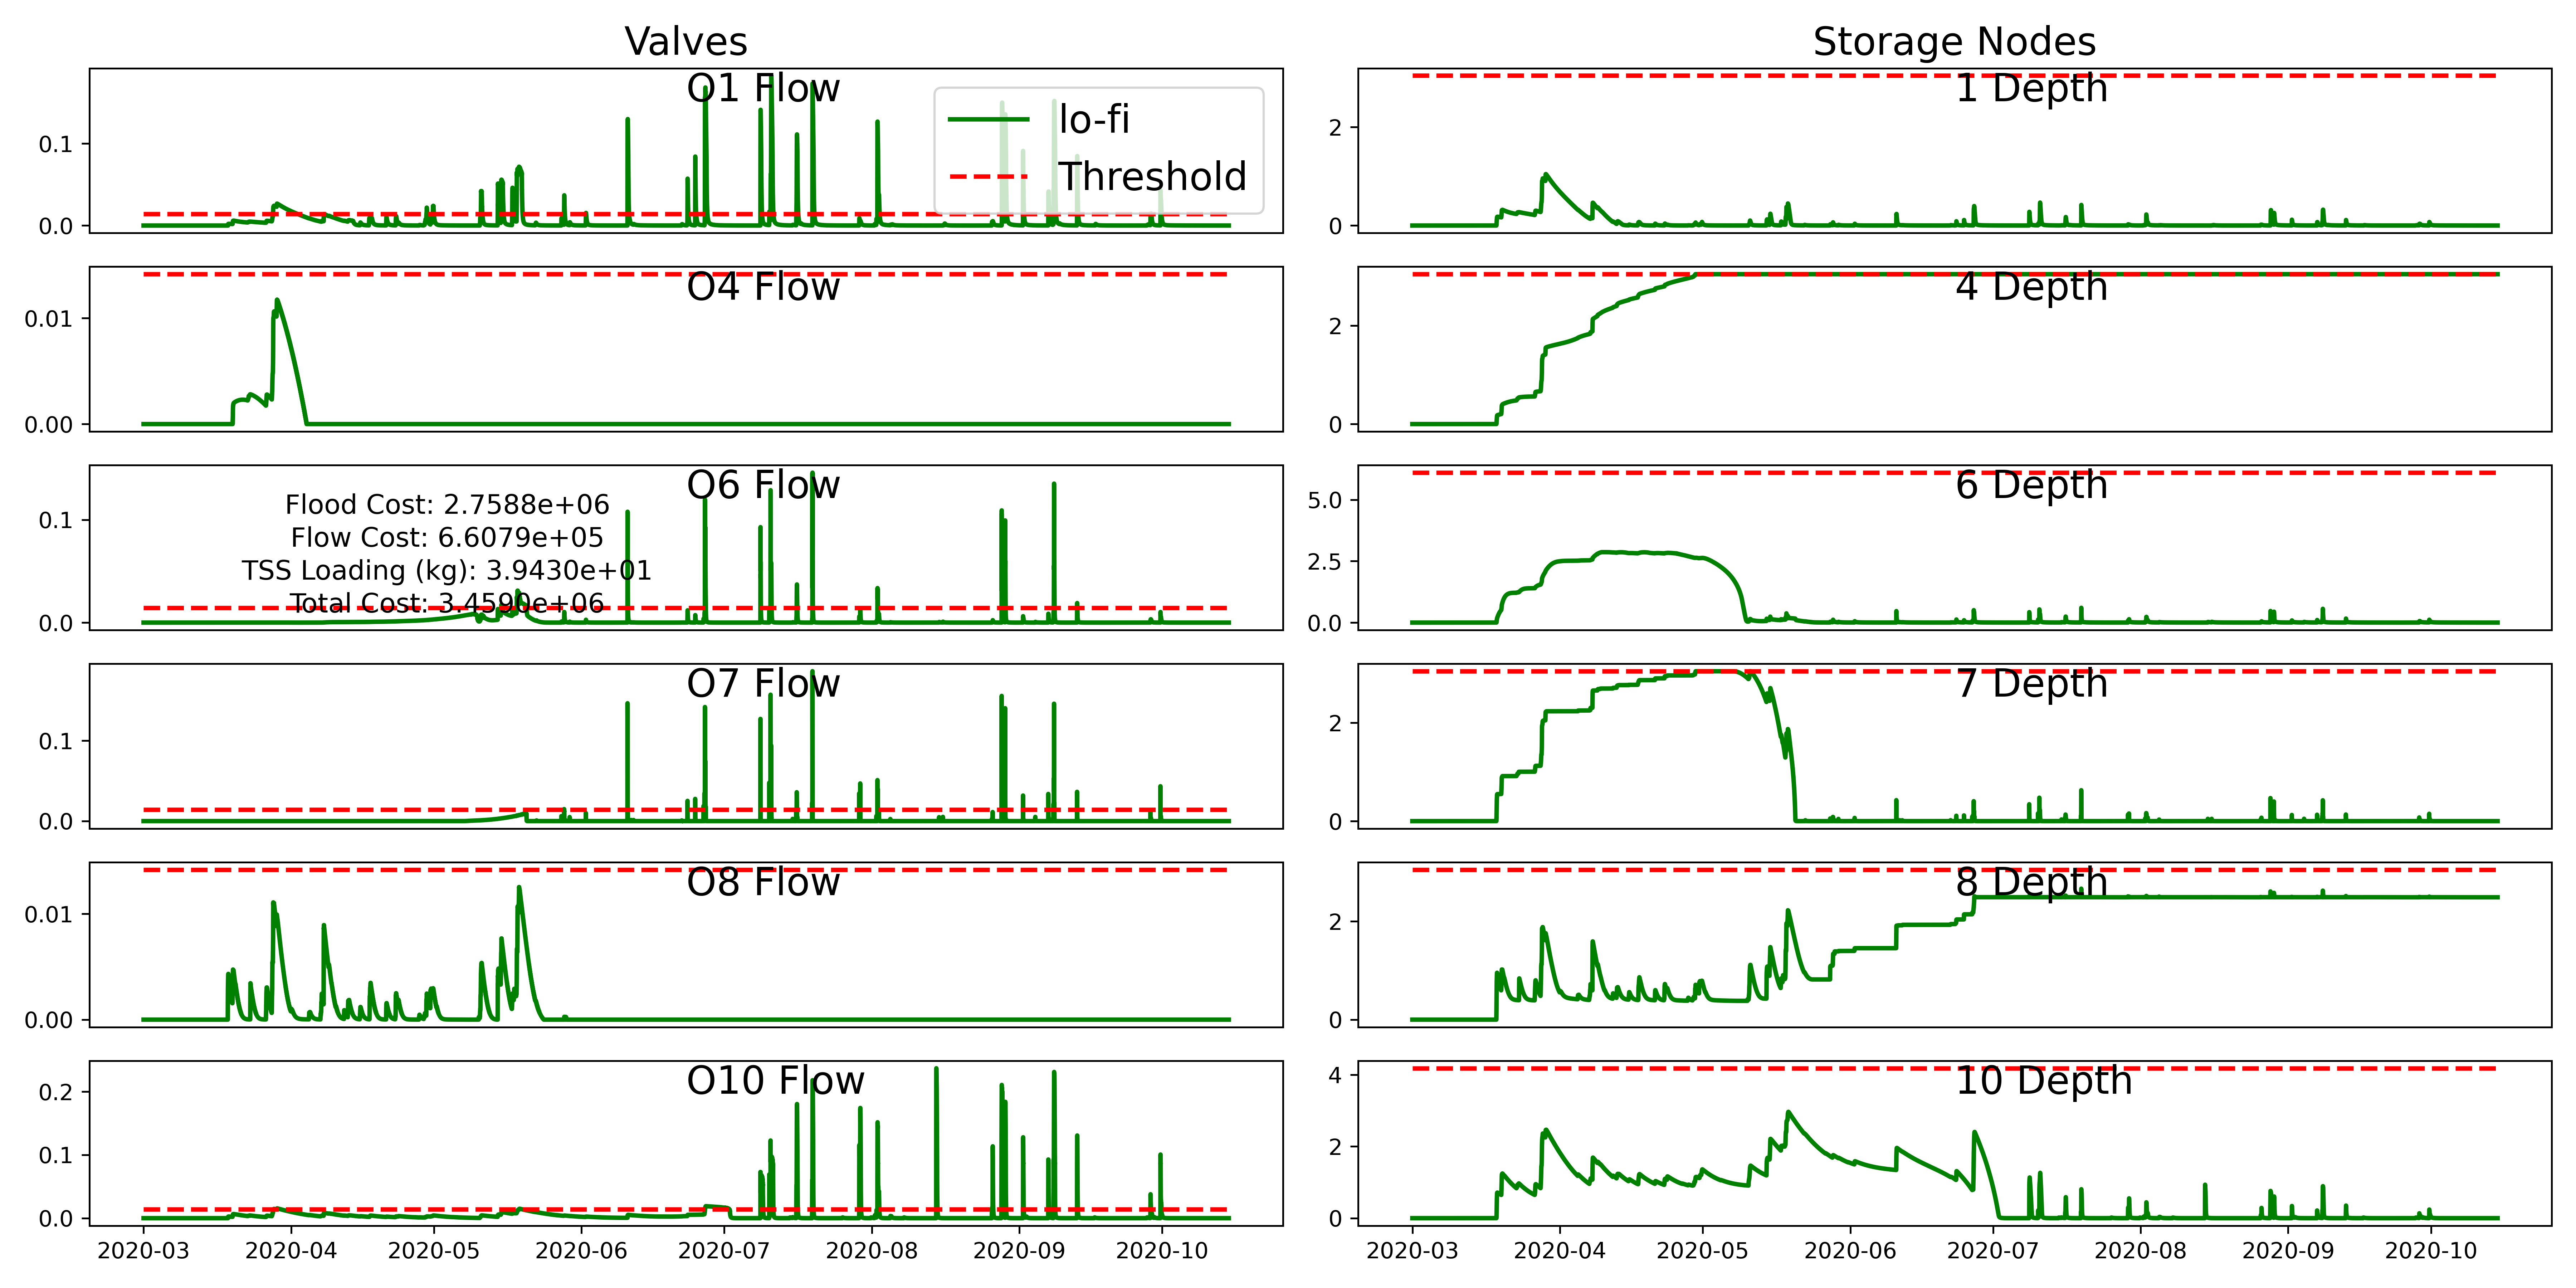 Valves
Storage Nodes
O1 Flow
lo-fi
Threshold
0.1
0.0
1 Depth
2
0
O4 Flow
0.01
0.00
4 Depth
2
0
O6 Flow
Flood Cost: 2.7588e+06
Flow Cost: 6.6079e+05
TSS Loading (kg): 3.9430e+01
Total Cost: 3.4590e+06
0.1
0.0
6 Depth
5.0
2.5
0.0
O7 Flow
0.1
0.0
7 Depth
2
0
O8 Flow
0.01
0.00
8 Depth
2
0
O10 Flow
0.2
0.1
0.0
2020-03 2020-04 2020-05 2020-06 2020-07 2020-08 2020-09 2020-10
10 Depth
4
2
0
2020-03 2020-04 2020-05 2020-06 2020-07 2020-08 2020-09 2020-10